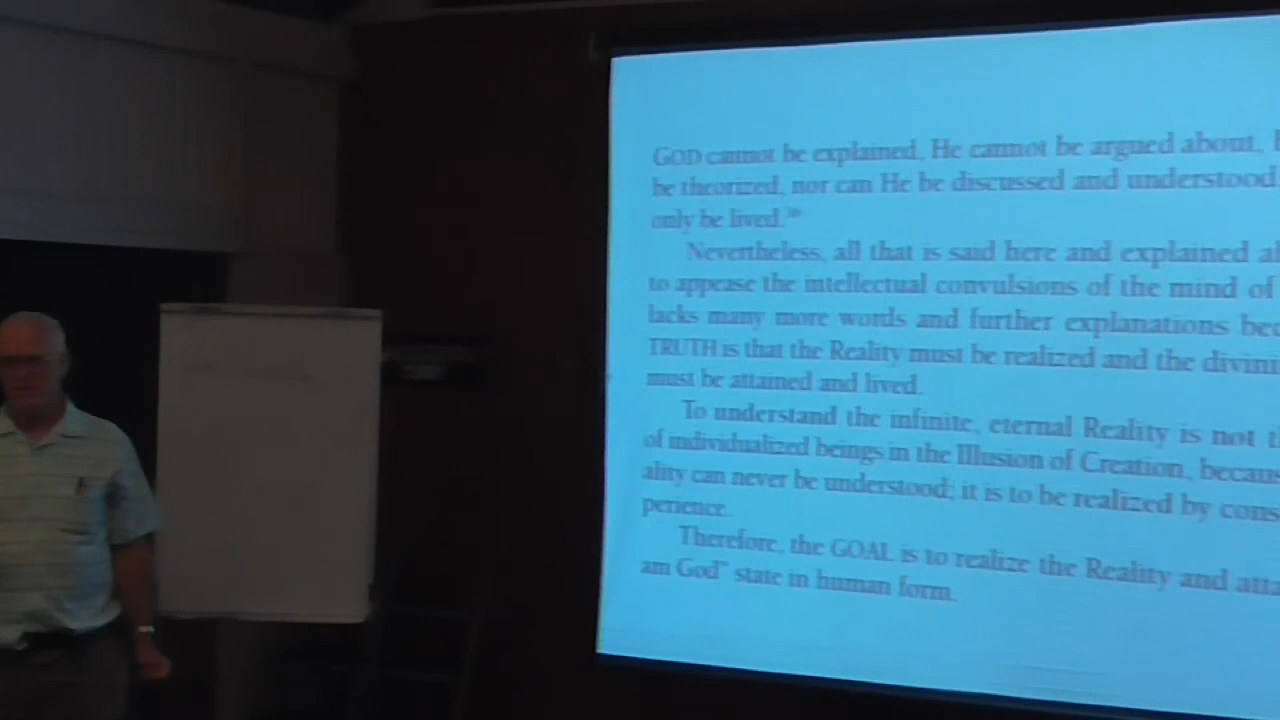 GOD cannot be explained, He cannot be argued about,
be theorized, nor can He be discussed and understood
only be lived.
Nevertheless, all that is said here and explained
to appease the intellectual convulsions of the mind of
lacks many more words and further explanations
TRUTH is that the Reality must be realized and the
must be attained and lived.
To understand the infinite, eternal Reality is not
of individualized beings in the Illusion of Creation,
ality can never be understood; it is to be realized by
perience.
Therefore, the GOAL is to realize the Reality and
am God" state in human form.